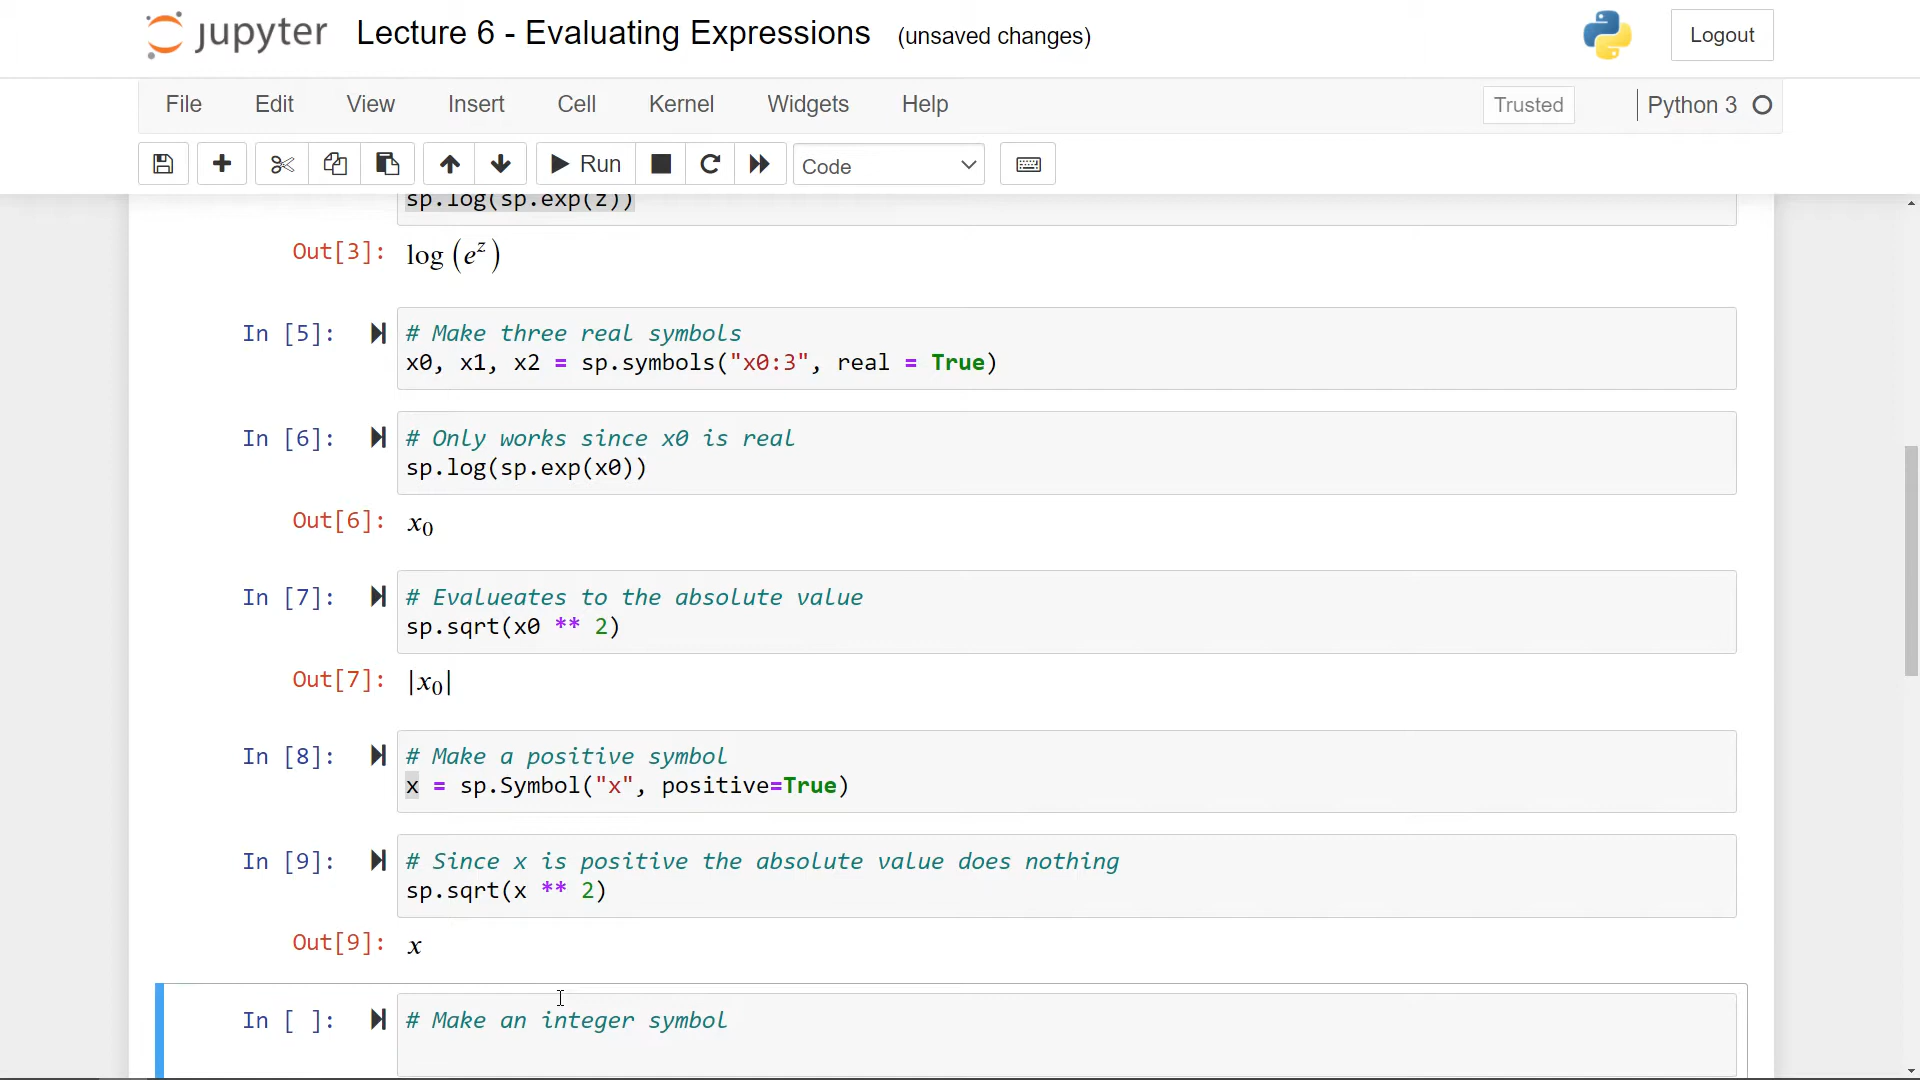 jupyter Lecture 6 - Evaluating Expressions (unsaved changes) Logout
File Edit View Insert Cell Kernel Widgets Help Trusted Python 3
Run Code
sp.log(sp.exp(z))
Out[3]: log (e^z)
In [5]: # Make three real symbols
x0, x1, x2 = sp.symbols("x0:3", real = True)
In [6]: # Only works since x0 is real
sp.log(sp.exp(x0))
Out[6]: x₀
In [7]: # Evalueates to the absolute value
sp.sqrt(x0 ** 2)
Out[7]: |x₀|
In [8]: # Make a positive symbol
x = sp.Symbol("x", positive=True)
In [9]: # Since x is positive the absolute value does nothing
sp.sqrt(x ** 2)
Out[9]: x
In [ ]: # Make an integer symbol